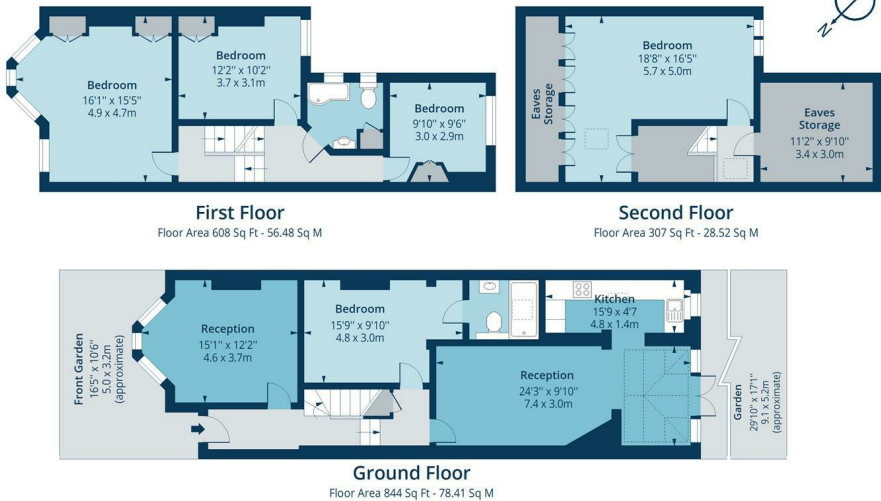 N
Bedroom
16'1" x 15'5"
4.9 x 4.7m
Bedroom
12'2" x 10'2"
3.7 x 3.1m
Bedroom
9'10" x 9'6"
3.0 x 2.9m
First Floor
Floor Area 608 Sq Ft - 56.48 Sq M
Eaves
Storage
Bedroom
18'8" x 16'5"
5.7 x 5.0m
Eaves
Storage
11'2" x 9'10"
3.4 x 3.0m
Second Floor
Floor Area 307 Sq Ft - 28.52 Sq M
Front Garden
16'5" x 10'6"
5.0 x 3.2m
(approximate)
Reception
15'1" x 12'2"
4.6 x 3.7m
Bedroom
15'9" x 9'10"
4.8 x 3.0m
Kitchen
15'9 x 4'7
4.8 x 1.4m
Reception
24'3" x 9'10"
7.4 x 3.0m
Garden
29'10" x 17'1"
9.1 x 5.2m
(approximate)
Ground Floor
Floor Area 844 Sq Ft - 78.41 Sq M